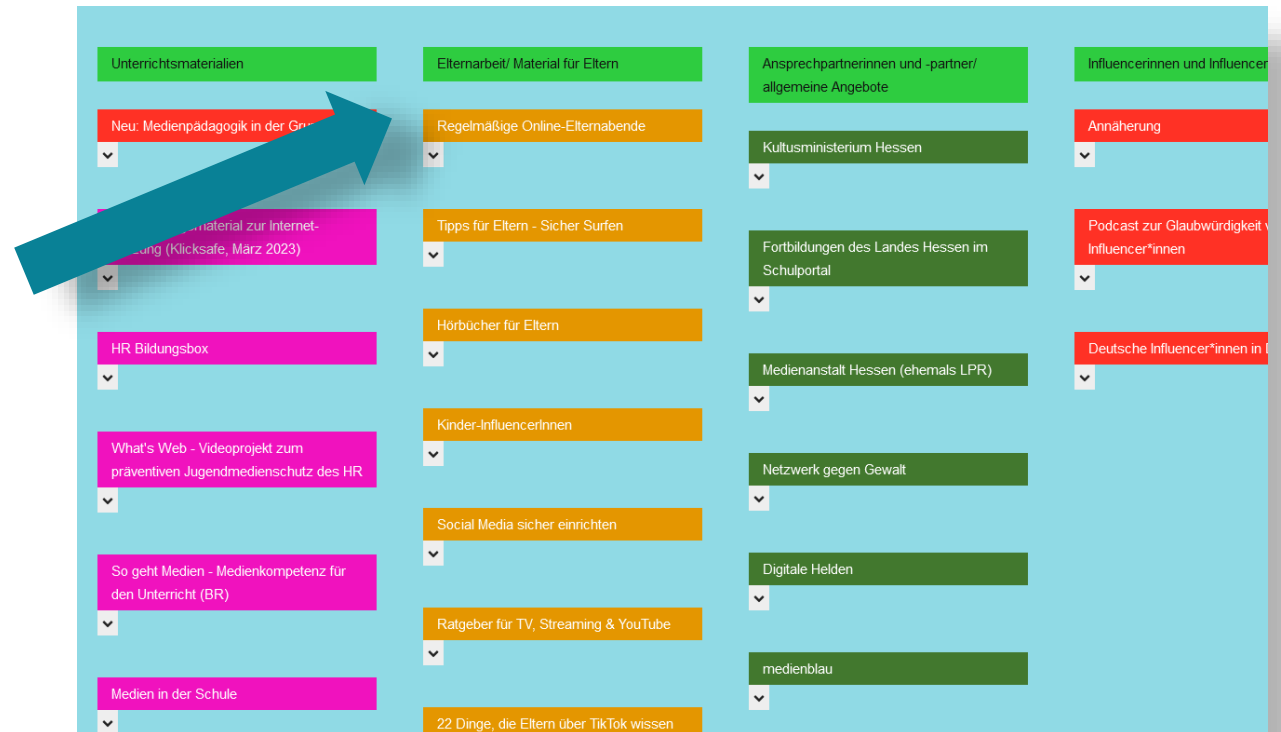 Unterrichtsmaterialien
Neu: Medienpädagogik in der
zur Internet-
(Klicksafe, März 2023)
HR Bildungsbox
What's Web - Videoprojekt zum
präventiven Jugendmedienschutz des HR
So geht Medien - Medienkompetenz für
den Unterricht (BR)
Medien in der Schule
Elternarbeit/ Material für Eltern
Regelmäßige Online-Elternabende
Tipps für Eltern - Sicher Surfen
Hörbücher für Eltern
Kinder-InfluencerInnen
Social Media sicher einrichten
Ratgeber für TV, Streaming & YouTube
22 Dinge, die Eltern über TikTok wissen
Ansprechpartnerinnen und -partner/
allgemeine Angebote
Kultusministerium Hessen
Fortbildungen des Landes Hessen im
Schulportal
Medienanstalt Hessen (ehemals LPR)
Netzwerk gegen Gewalt
Digitale Helden
medienblau
Influencerinnen und Influencer
Annäherung
Podcast zur Glaubwürdigkeit
Influencer*innen
Deutsche Influencer*innen in